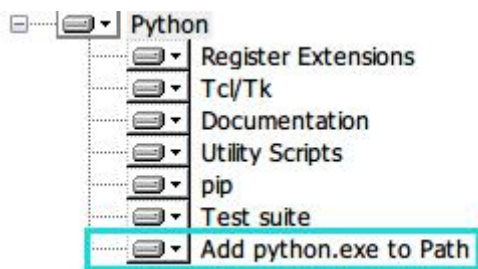 Python
Register Extensions
Tcl/Tk
Documentation
Utility Scripts
pip
Test suite
Add python.exe to Path